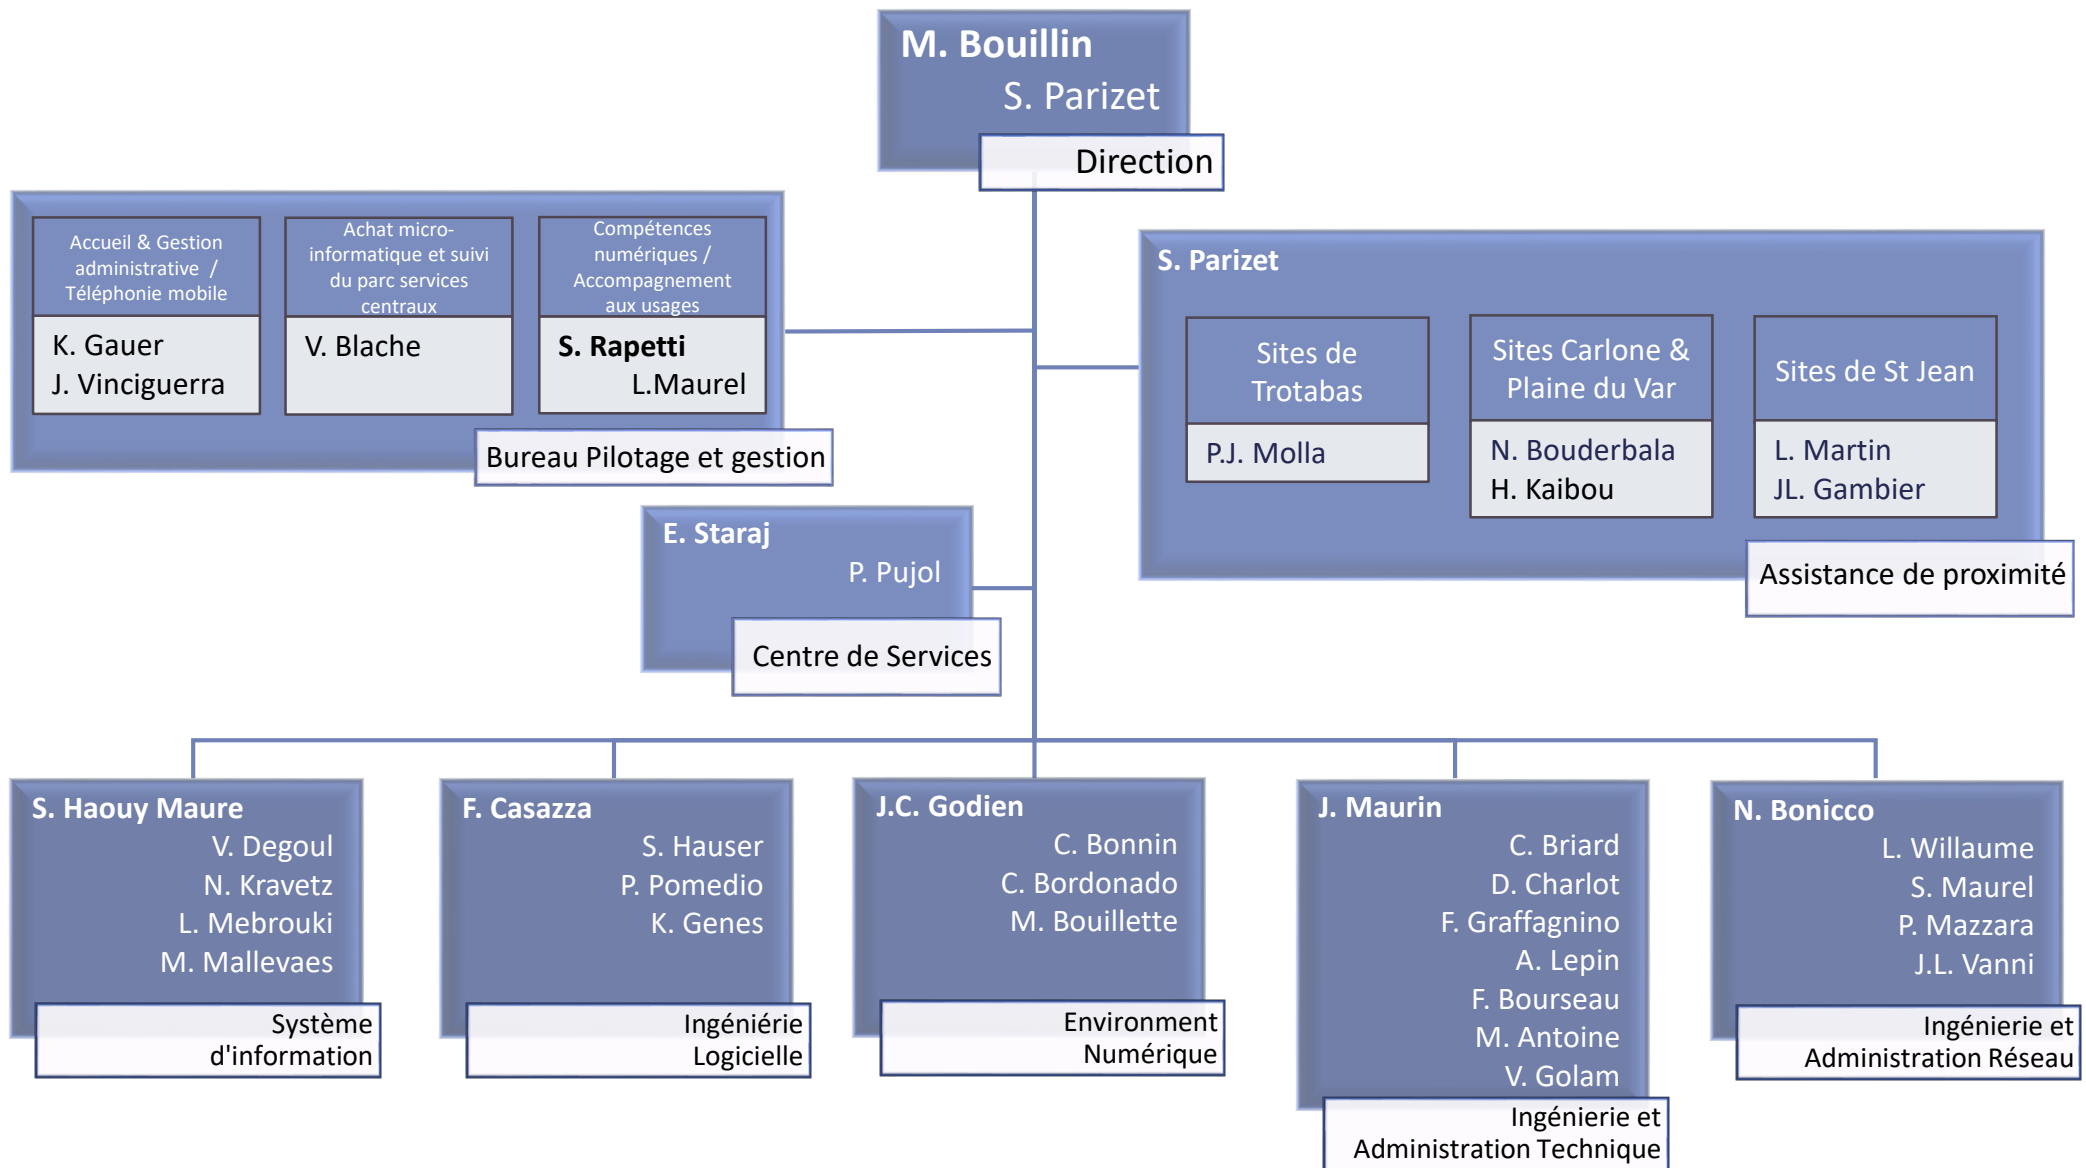 M. Bouillin
S. Parizet
Direction
Accueil & Gestion
administrative /
Téléphonie mobile
K. Gauer
J. Vinciguerra
Achat micro-
informatique et suivi
du parc services
centraux
V. Blache
Compétences
numériques /
Accompagnement
aux usages
S. Rapetti
L.Maurel
Bureau Pilotage et gestion
S. Parizet
Sites de
Trotabas
P.J. Molla
Sites Carlone &
Plaine du Var
N. Bouderbala
H. Kaibou
Sites de St Jean
L. Martin
JL. Gambier
Assistance de proximité
E. Staraj
P. Pujol
Centre de Services
S. Haouy Maure
V. Degoul
N. Kravetz
L. Mebrouki
M. Mallevaes
Système
d'information
F. Casazza
S. Hauser
P. Pomedio
K. Genes
Ingéniérie
Logicielle
J.C. Godien
C. Bonnin
C. Bordonado
M. Bouillette
Environment
Numérique
J. Maurin
C. Briard
D. Charlot
F. Graffagnino
A. Lepin
F. Bourseau
M. Antoine
V. Golam
Ingénierie et
Administration Technique
N. Bonicco
L. Willaume
S. Maurel
P. Mazzara
J.L. Vanni
Ingénierie et
Administration Réseau